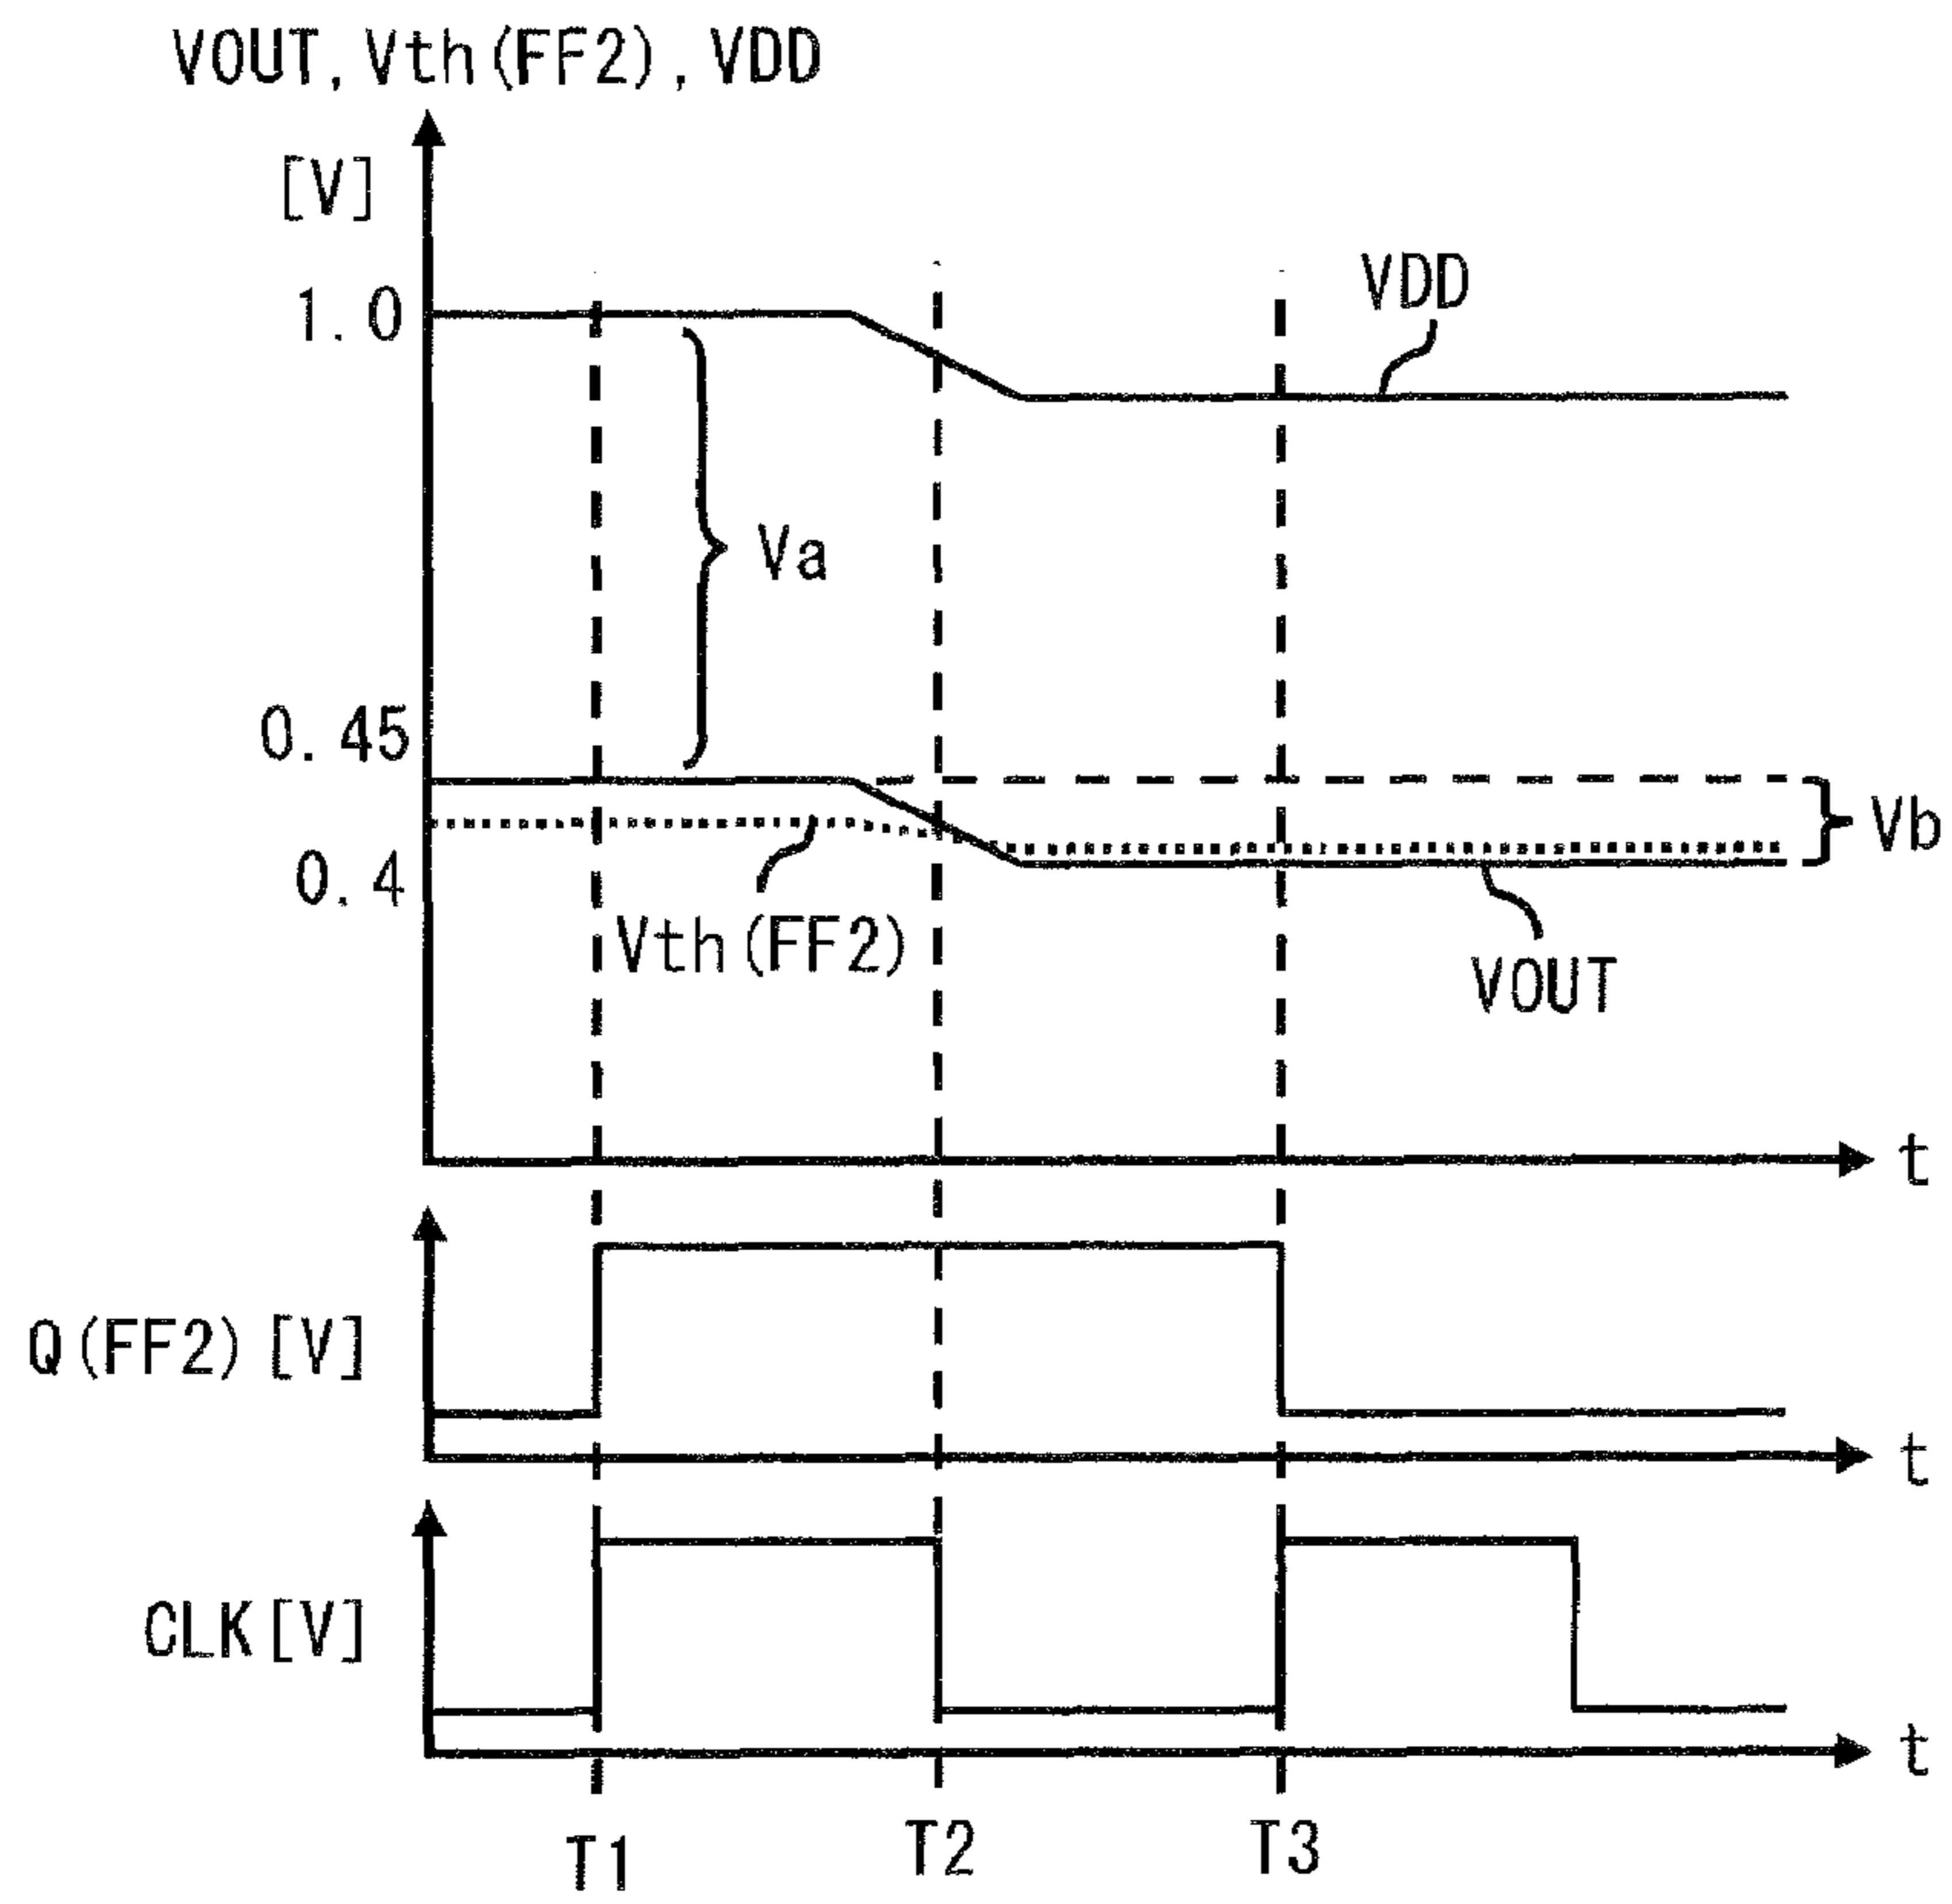 VOUT, Vth(FF2), VDD
[V]
VDD
1.0
Va
0.45
Vb
0.4
Vth(FF2)
VOUT
t
Q(FF2)[V]
t
CLK[V]
t
T1 T2 T3